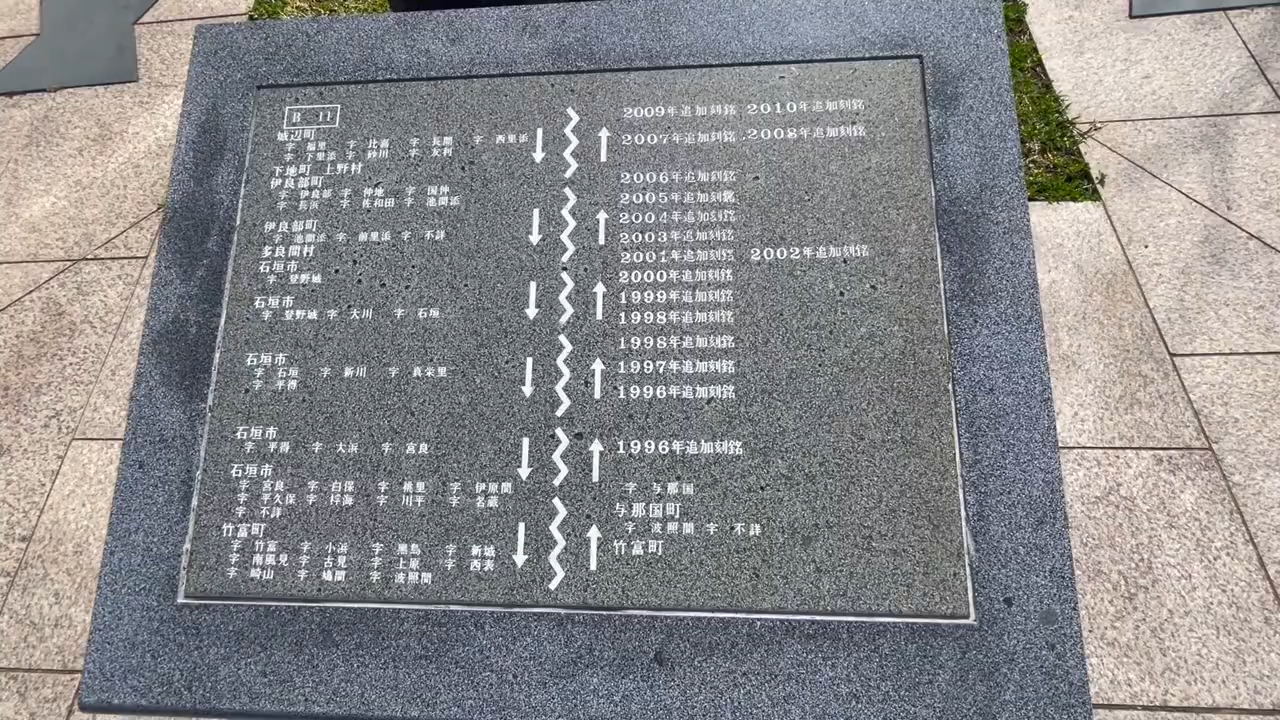 B 11
城辺町
字 福里 字 比嘉 字 長間 字 西里添
字 下里添 字 砂川 字 友利
下地町 上野村
伊良部町
字 伊良部 字 仲地 字 国仲
字 長浜 字 佐和田 字 池間添
伊良部町
字 池間添 字 前里添 字 不詳
多良間村
石垣市
字 登野城
石垣市
字 登野城 字 大川 字 石垣
石垣市
字 石垣 字 新川 字 真栄里
字 平得
石垣市
字 平得 字 大浜 字 宮良
石垣市
字 宮良 字 白保 字 桃里 字 伊原間
字 平久保 字 桴海 字 川平 字 名蔵
字 不詳
竹富町
字 竹富 字 小浜 字 黒島 字 新城
字 南風見 字 古見 字 上原 字 西表
字 崎山 字 鳩間 字 波照間
2009年追加刻銘 2010年追加刻銘
2007年追加刻銘 2008年追加刻銘
2006年追加刻銘
2005年追加刻銘
2004年追加刻銘
2003年追加刻銘
2001年追加刻銘 2002年追加刻銘
2000年追加刻銘
1999年追加刻銘
1998年追加刻銘
1998年追加刻銘
1997年追加刻銘
1996年追加刻銘
1996年追加刻銘
字 与那国
与那国町
字 波照間 字 不詳
竹富町